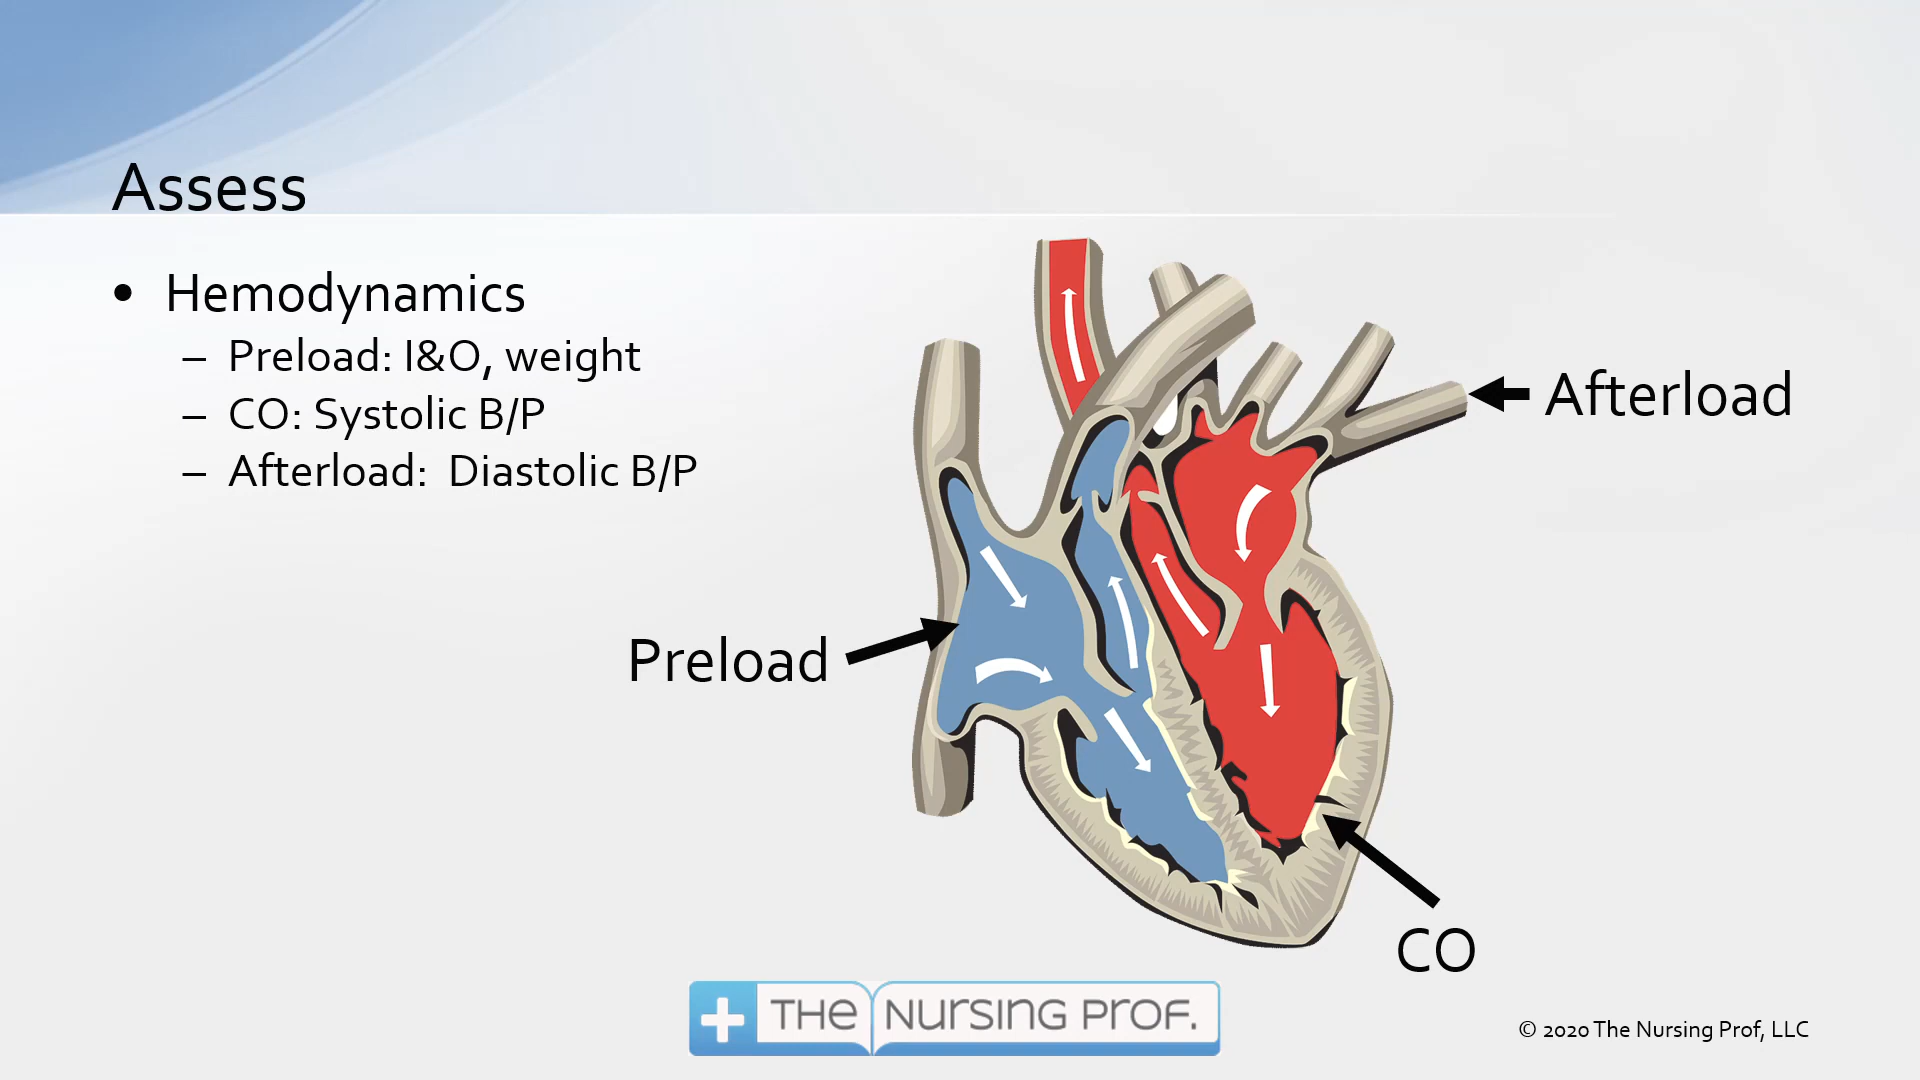 Assess
• Hemodynamics
– Preload: I&O, weight
– CO: Systolic B/P
– Afterload: Diastolic B/P
Afterload
Preload
CO
THE NURSING PROF.
© 2020 The Nursing Prof, LLC